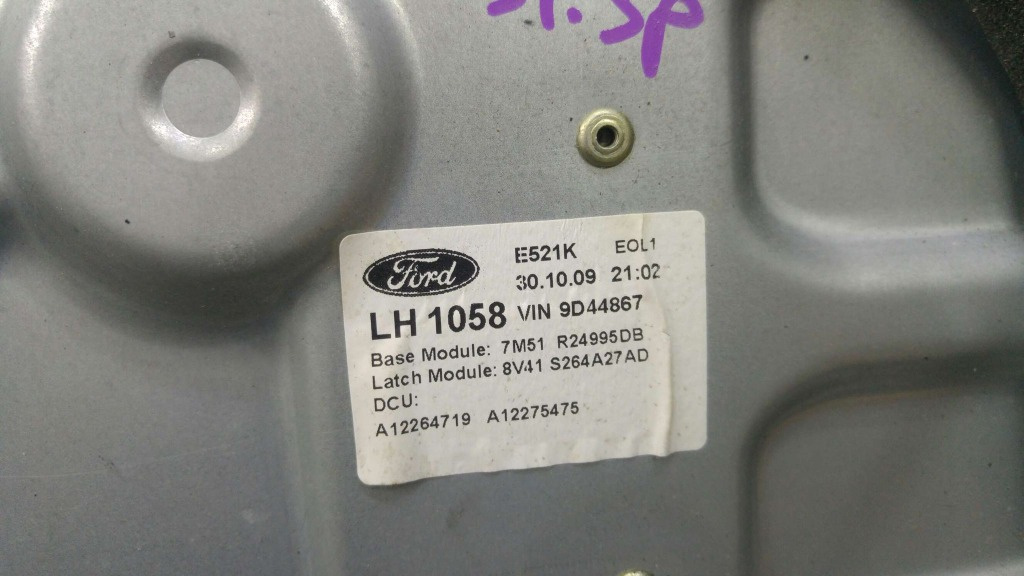 Sp
Ford E521K EOL1
30.10.09 21:02
LH 1058 VIN 9D44867
Base Module: 7M51 R24995DB
Latch Module: 8V41 S264A27AD
DCU:
A12264719 A12275475